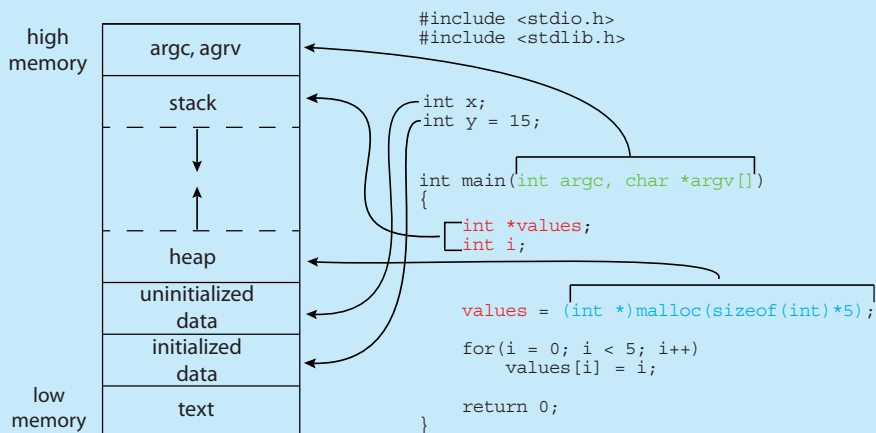 high
memory
argc, agrv
stack
heap
uninitialized
data
initialized
data
low
memory
text
#include <stdio.h>
#include <stdlib.h>
int x;
int y = 15;
int main(int argc, char *argv[])
{
int *values;
int i;
values = (int *)malloc(sizeof(int)*5);
for(i = 0; i < 5; i++)
values[i] = i;
return 0;
}